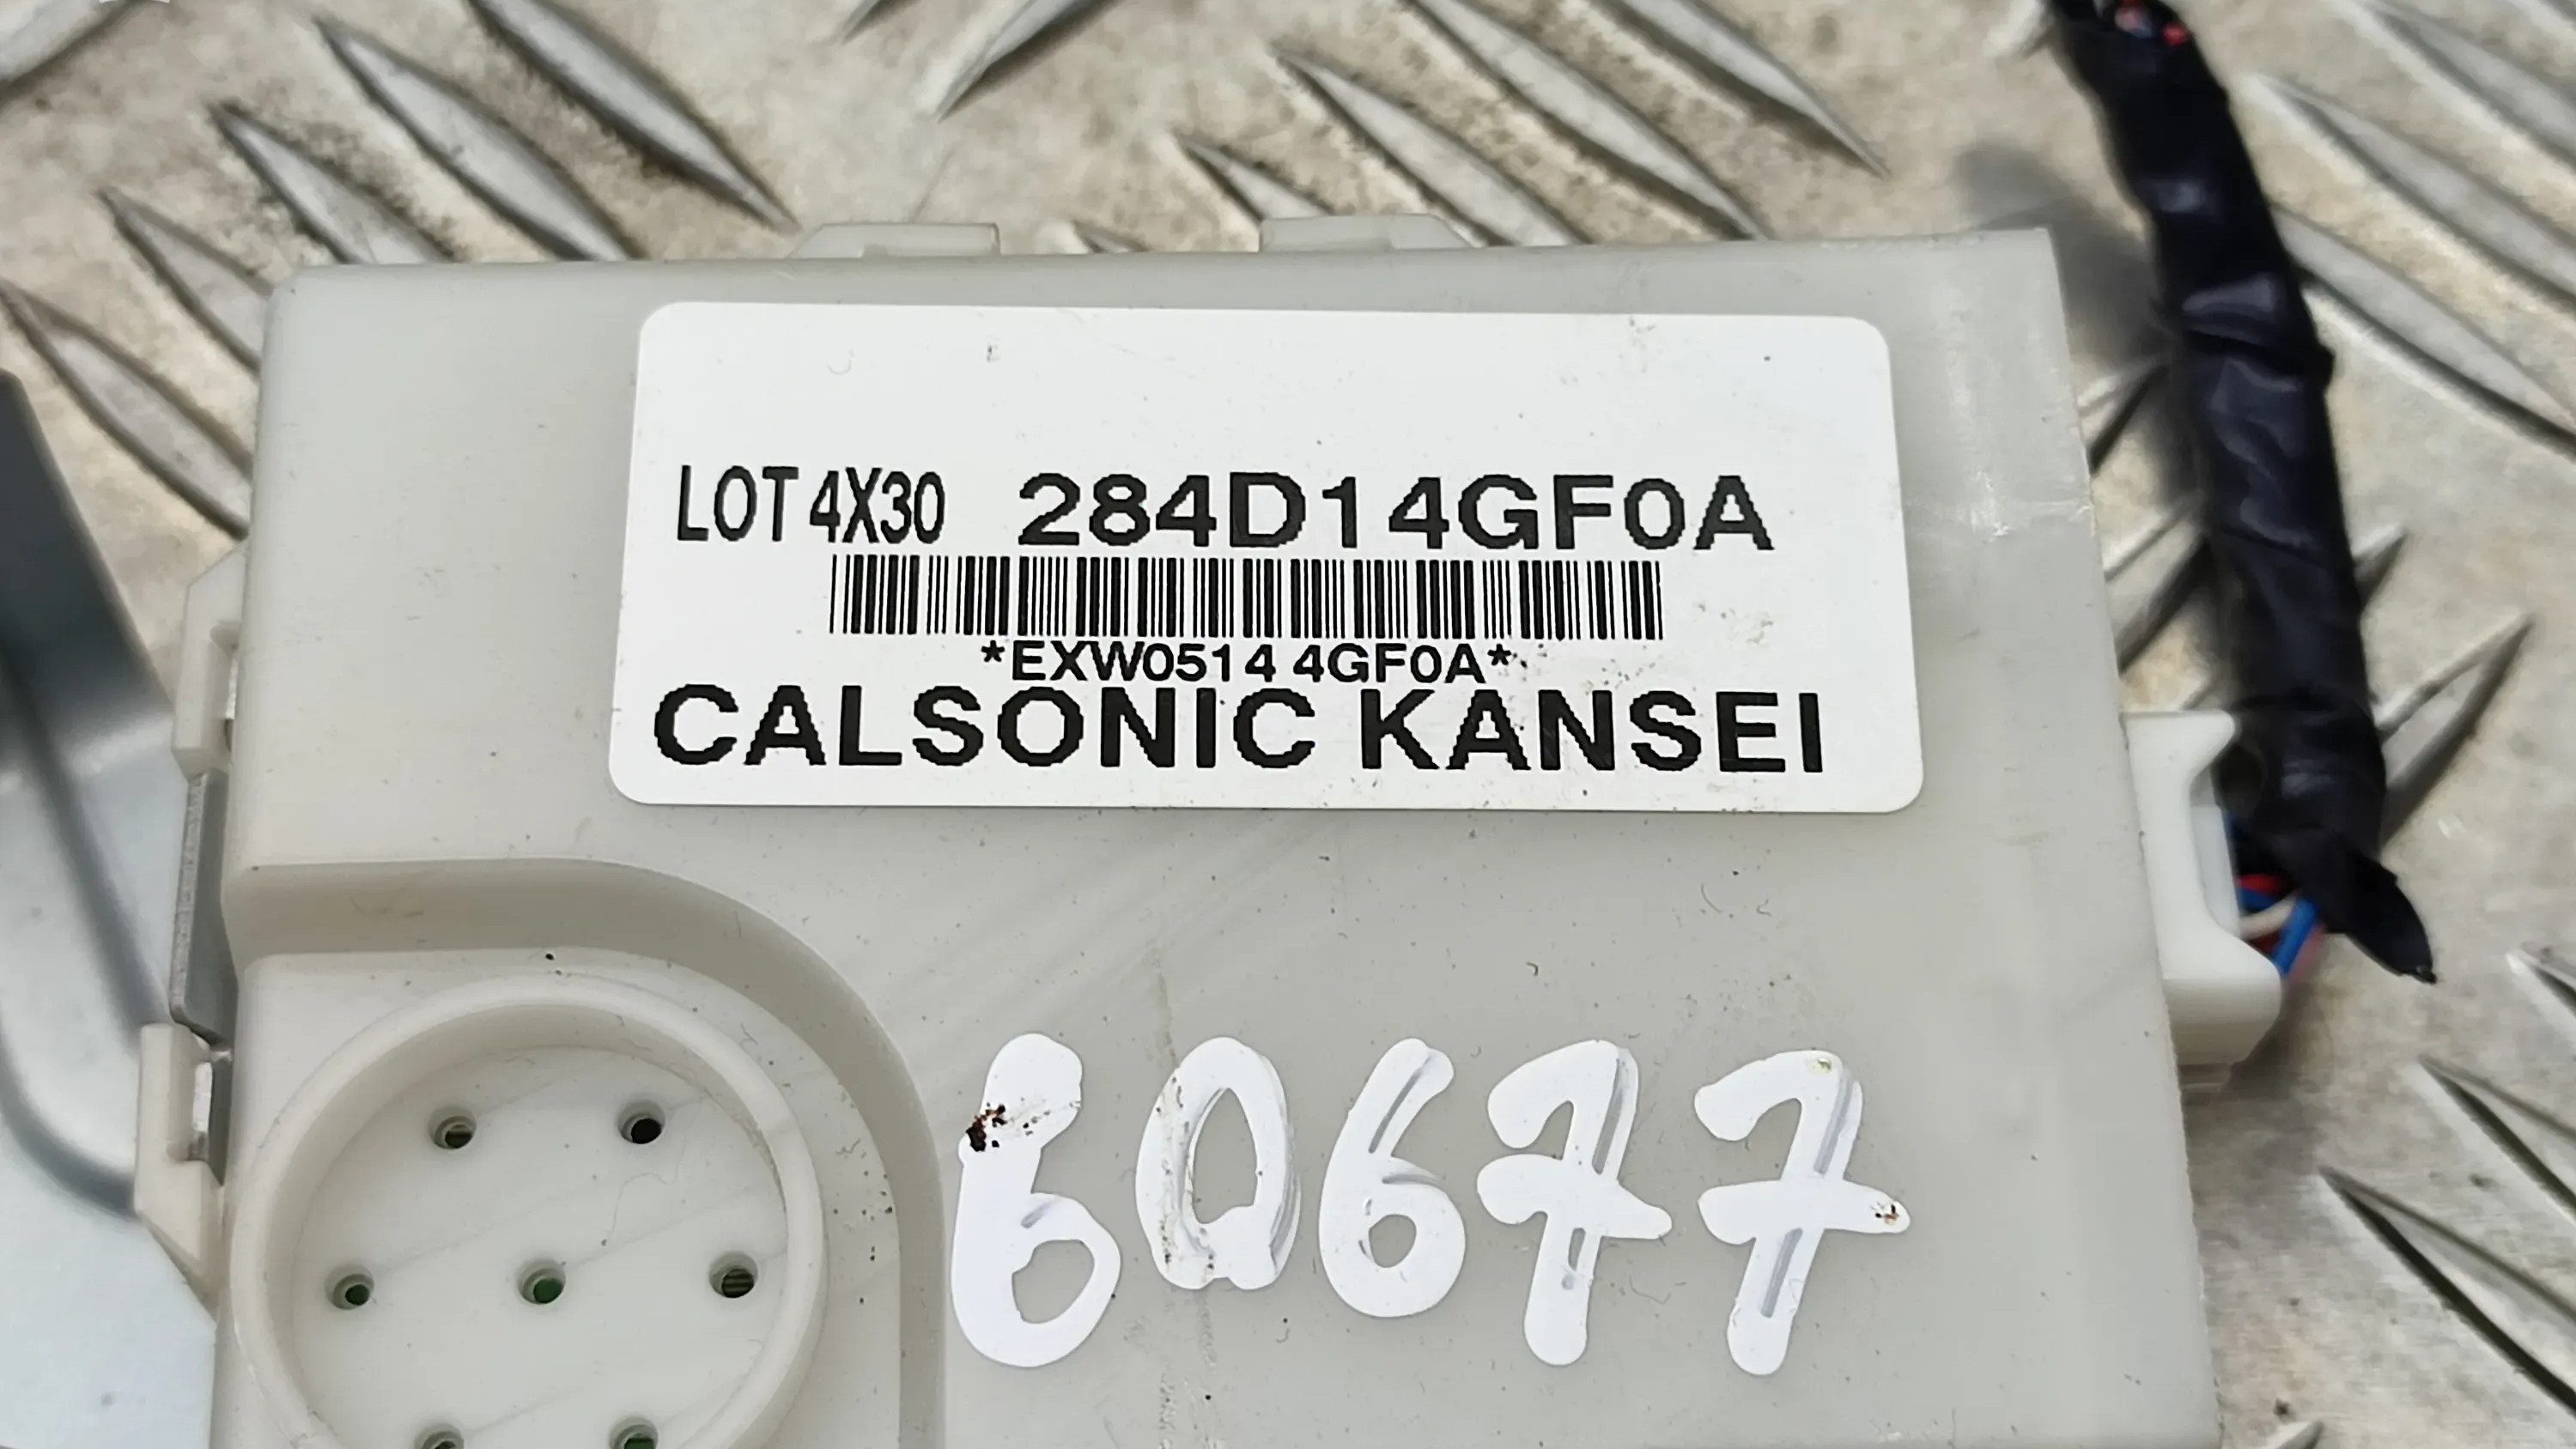 LOT 4X30 284D14GF0A
*EXW0514 4GF0A*
CALSONIC KANSEI
60677